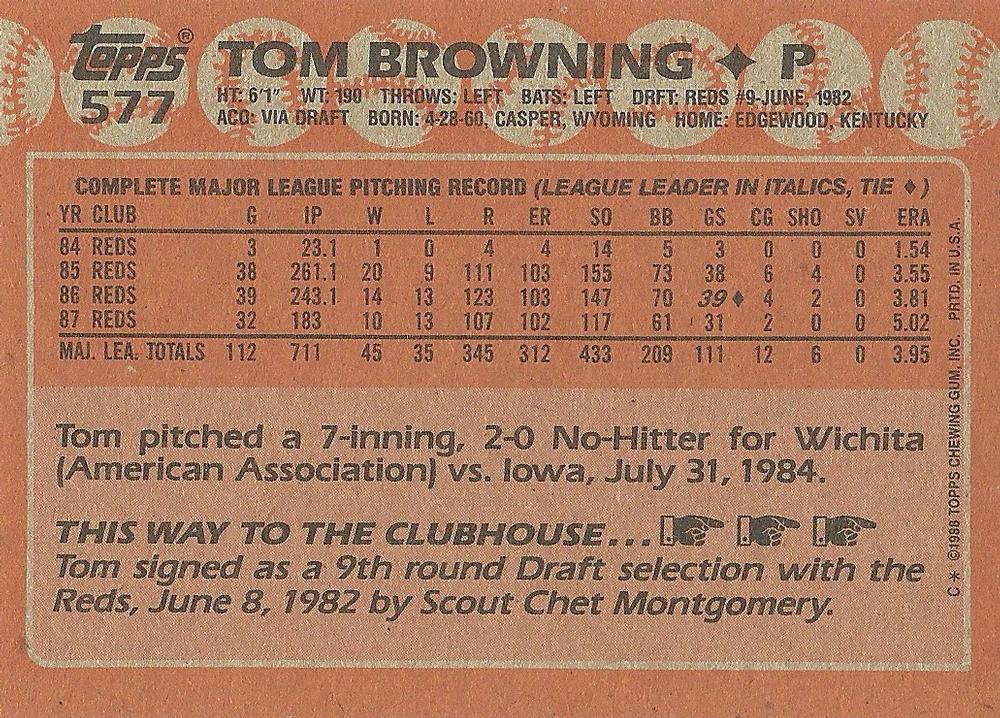 topps® TOM BROWNING ♦ P
577 HT: 6'1" WT: 190 THROWS: LEFT BATS: LEFT DRFT: REDS #9-JUNE, 1982
ACQ: VIA DRAFT BORN: 4-28-60, CASPER, WYOMING HOME: EDGEWOOD, KENTUCKY
COMPLETE MAJOR LEAGUE PITCHING RECORD (LEAGUE LEADER IN ITALICS, TIE ♦)
YR CLUB G IP W L R ER SO BB GS CG SHO SV ERA
84 REDS 3 23.1 1 0 4 4 14 5 3 0 0 0 1.54
85 REDS 38 261.1 20 9 111 103 155 73 38 6 4 0 3.55
86 REDS 39 243.1 14 13 123 103 147 70 39♦ 4 2 0 3.81
87 REDS 32 183 10 13 107 102 117 61 31 2 0 0 5.02
MAJ. LEA. TOTALS 112 711 45 35 345 312 433 209 111 12 6 0 3.95
Tom pitched a 7-inning, 2-0 No-Hitter for Wichita
(American Association) vs. Iowa, July 31, 1984.
THIS WAY TO THE CLUBHOUSE...
Tom signed as a 9th round Draft selection with the
Reds, June 8, 1982 by Scout Chet Montgomery.
C * ©1988 TOPPS CHEWING GUM, INC. PRTD. IN U.S.A.